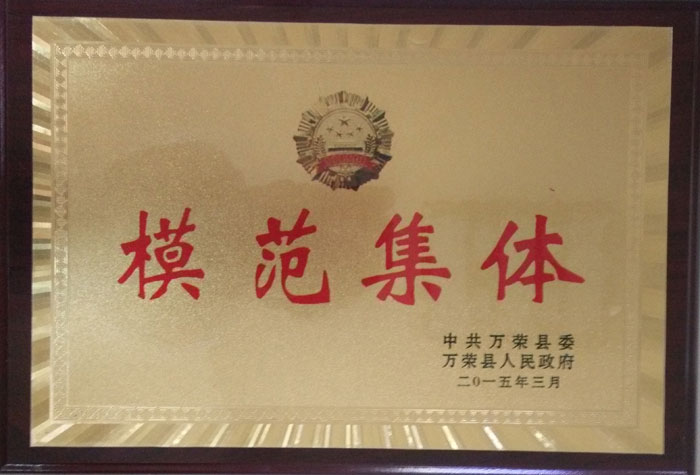 模范集体
中共万荣县委
万荣县人民政府
二0一五年三月